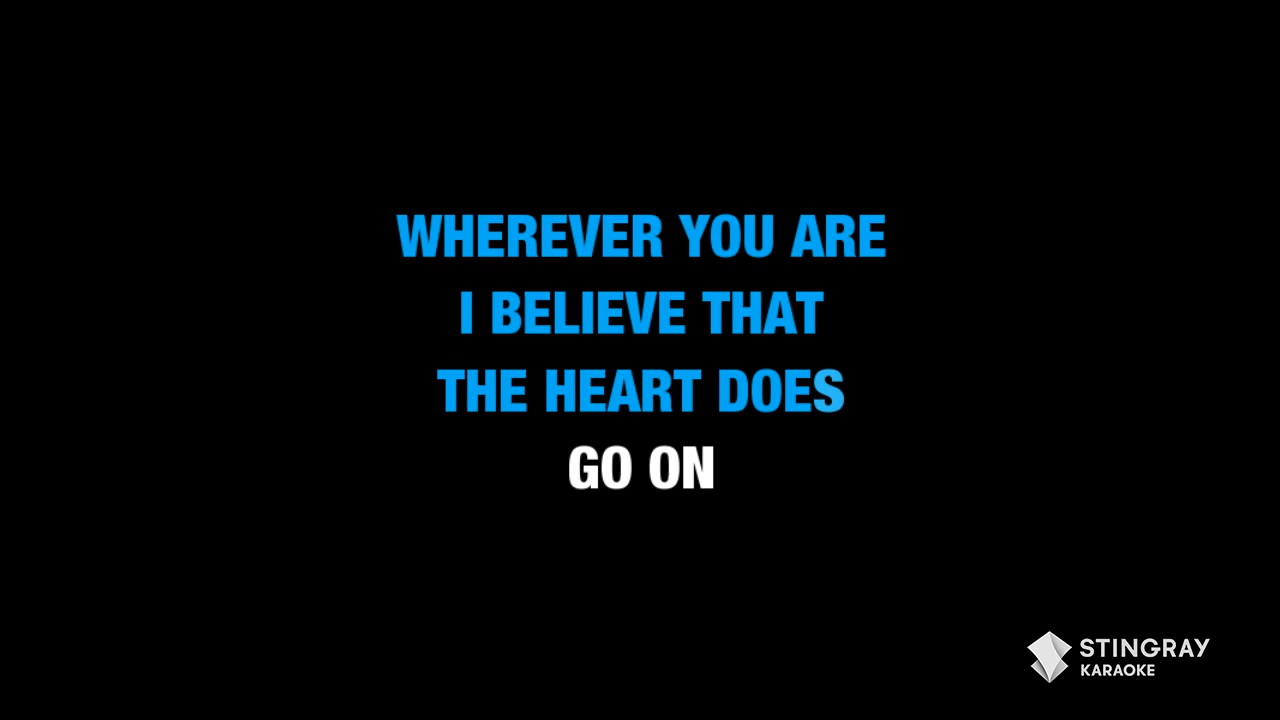 WHEREVER YOU ARE
I BELIEVE THAT
THE HEART DOES
GO ON
STINGRAY
KARAOKE